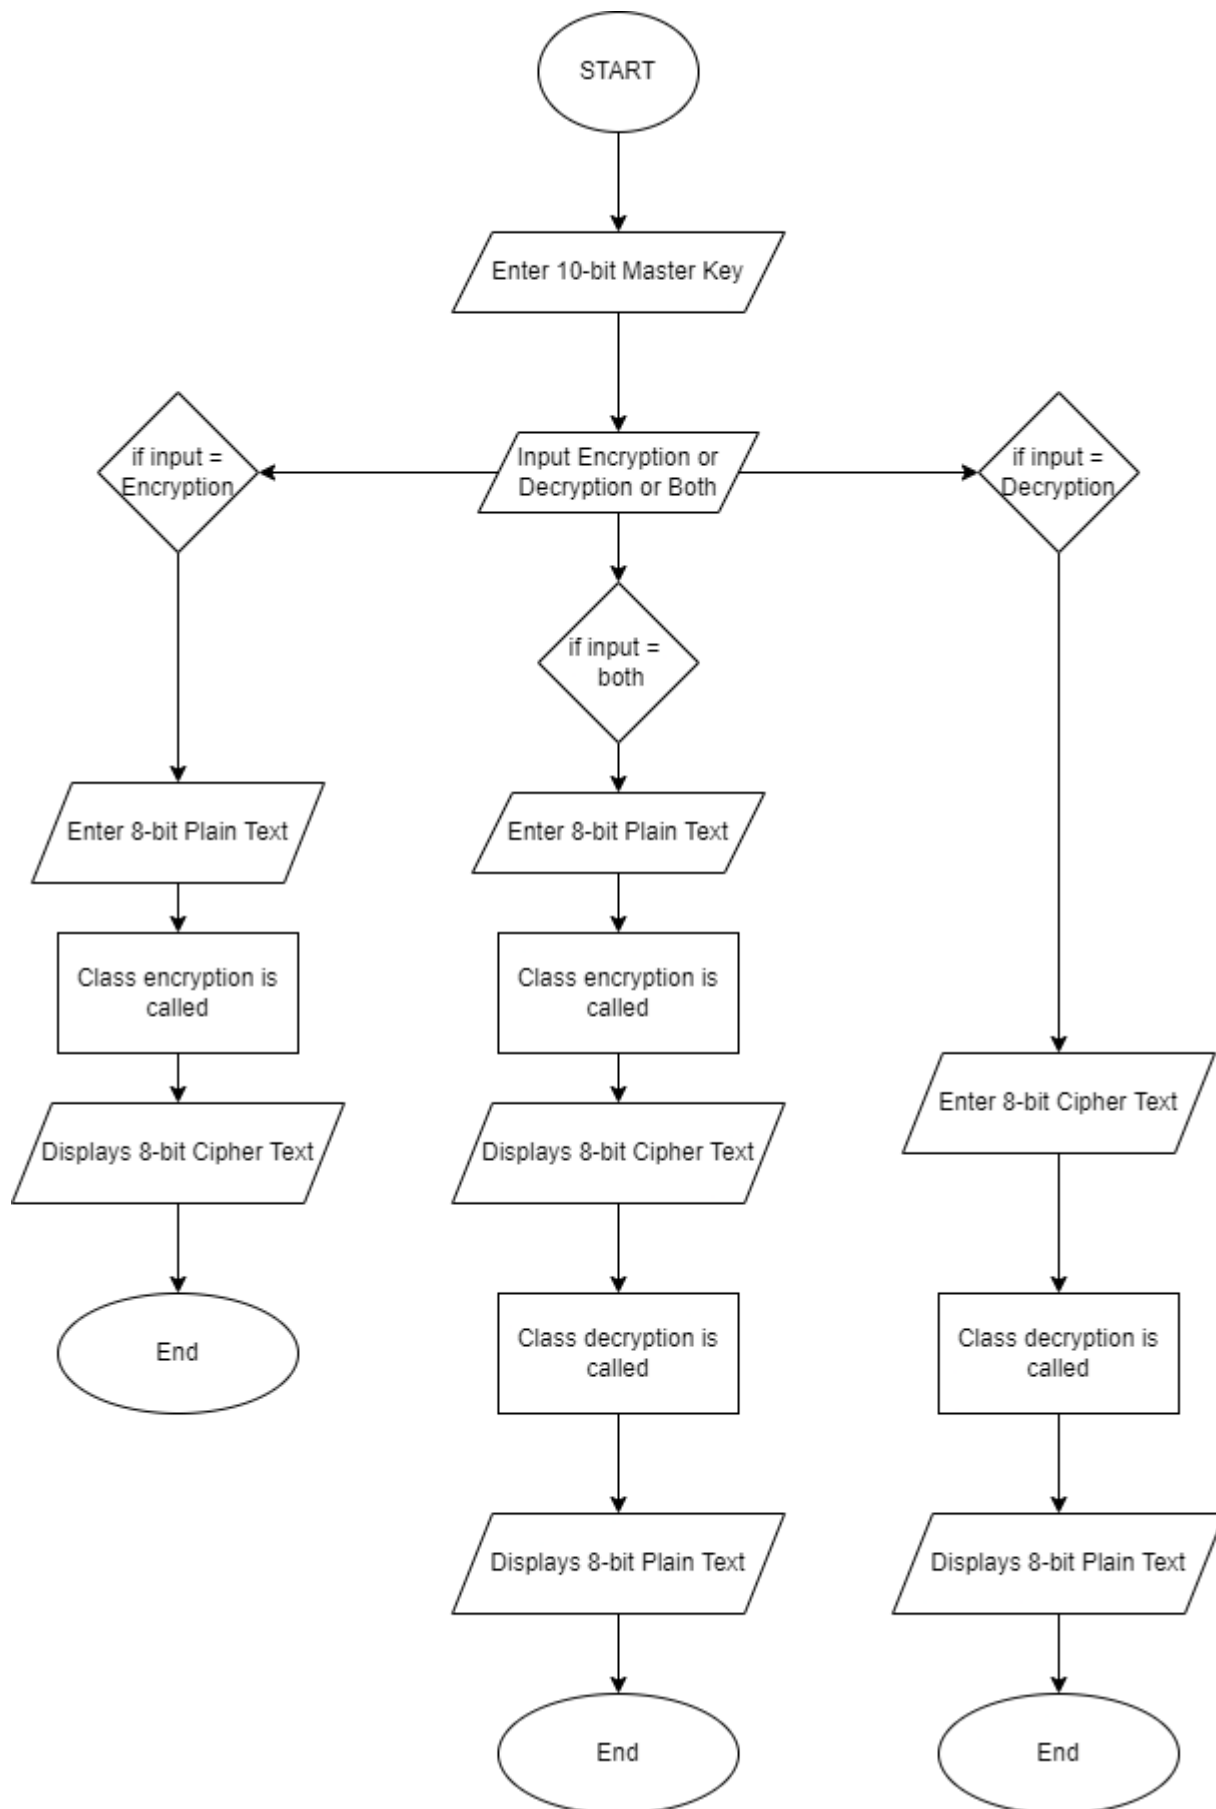 START
Enter 10-bit Master Key
if input =
Encryption
Input Encryption or
Decryption or Both
if input =
Decryption
if input =
both
Enter 8-bit Plain Text
Class encryption is
called
Displays 8-bit Cipher Text
End
Enter 8-bit Plain Text
Class encryption is
called
Displays 8-bit Cipher Text
Class decryption is
called
Displays 8-bit Plain Text
End
Enter 8-bit Cipher Text
Class decryption is
called
Displays 8-bit Plain Text
End